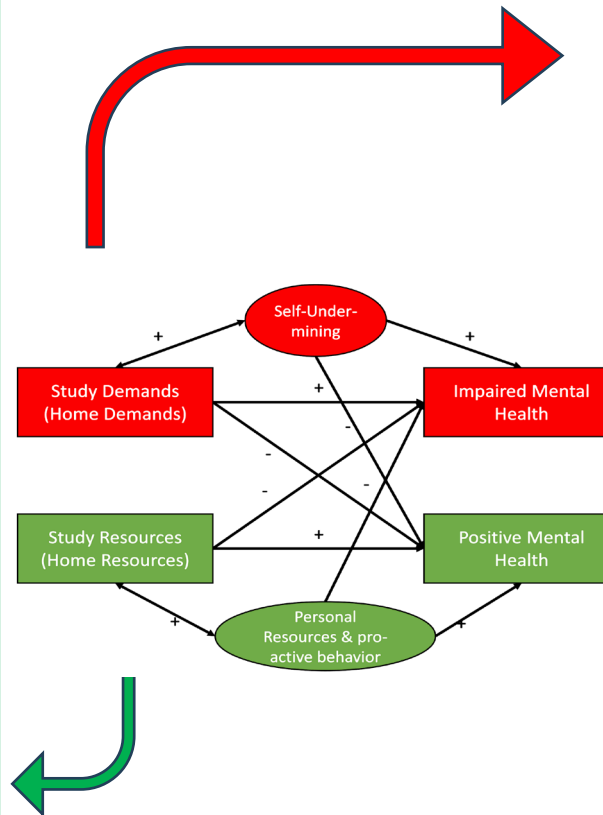 Self-Under-
mining
+
+
Study Demands
(Home Demands)
+
Impaired Mental
Health
-
-
-
-
Study Resources
(Home Resources)
+
Positive Mental
Health
+
Personal
Resources & pro-
active behavior
+